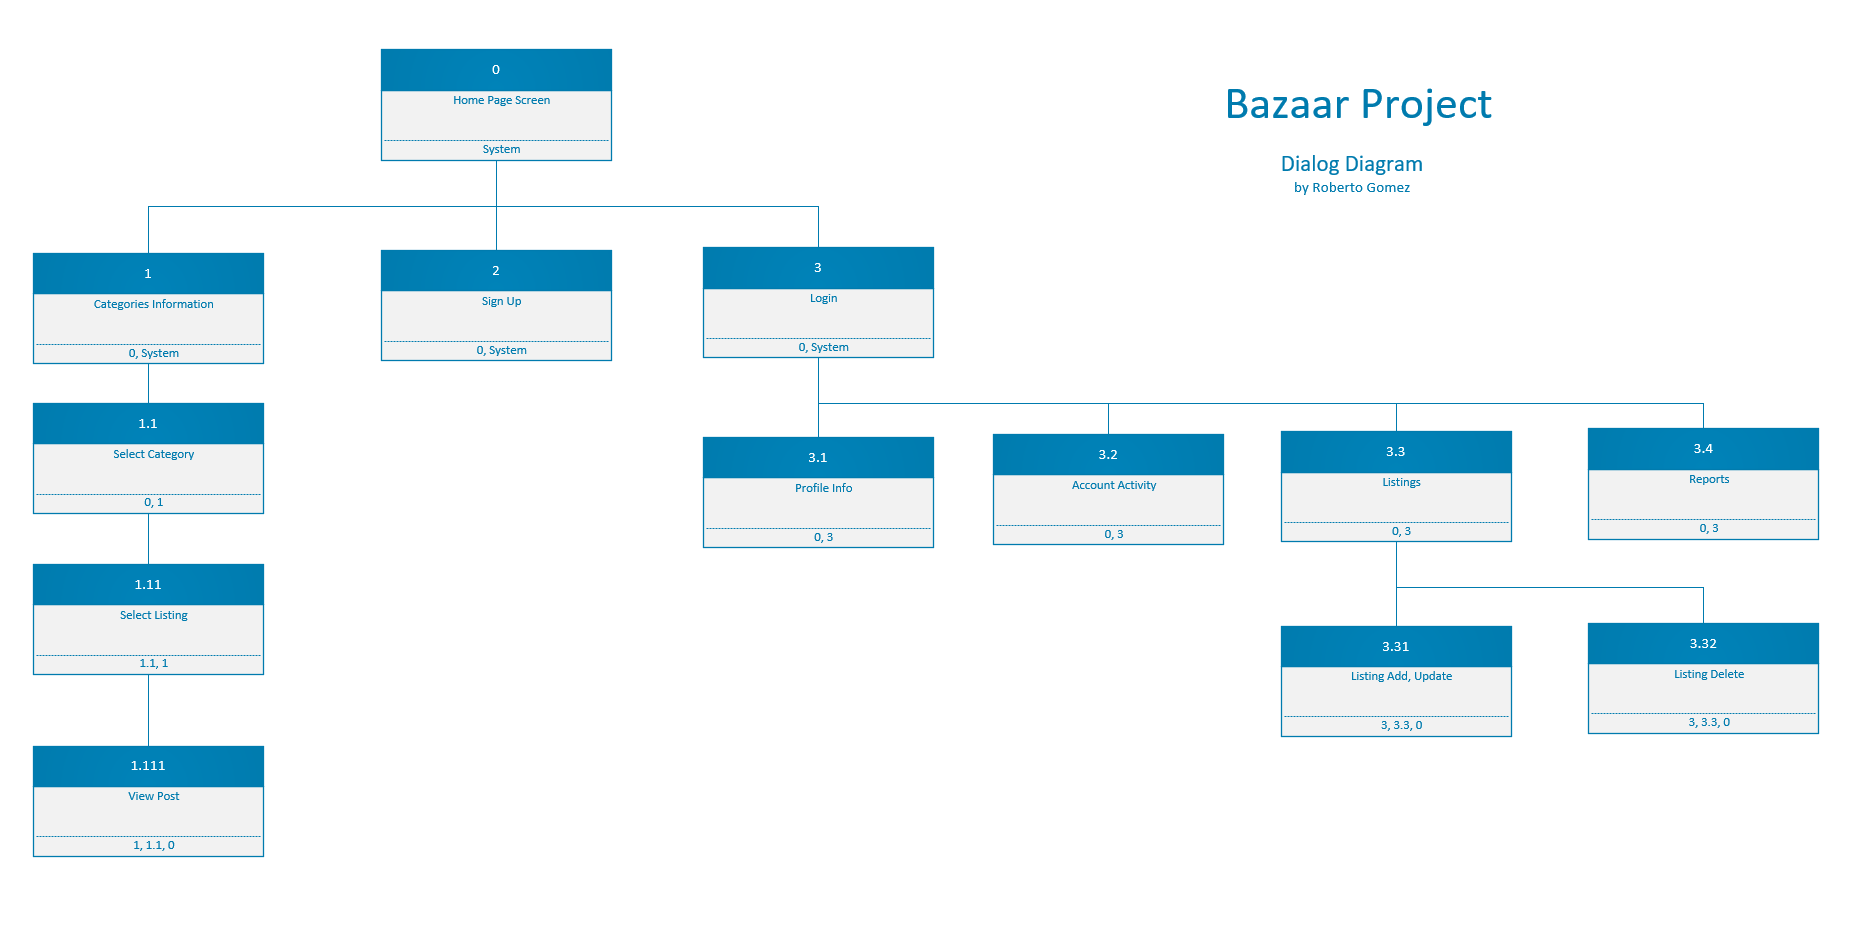 Bazaar Project
Dialog Diagram
by Roberto Gomez
0
Home Page Screen
System
1
Categories Information
0, System
2
Sign Up
0, System
3
Login
0, System
1.1
Select Category
0, 1
1.11
Select Listing
1.1, 1
1.111
View Post
1, 1.1, 0
3.1
Profile Info
0, 3
3.2
Account Activity
0, 3
3.3
Listings
0, 3
3.4
Reports
0, 3
3.31
Listing Add, Update
3, 3.3, 0
3.32
Listing Delete
3, 3.3, 0